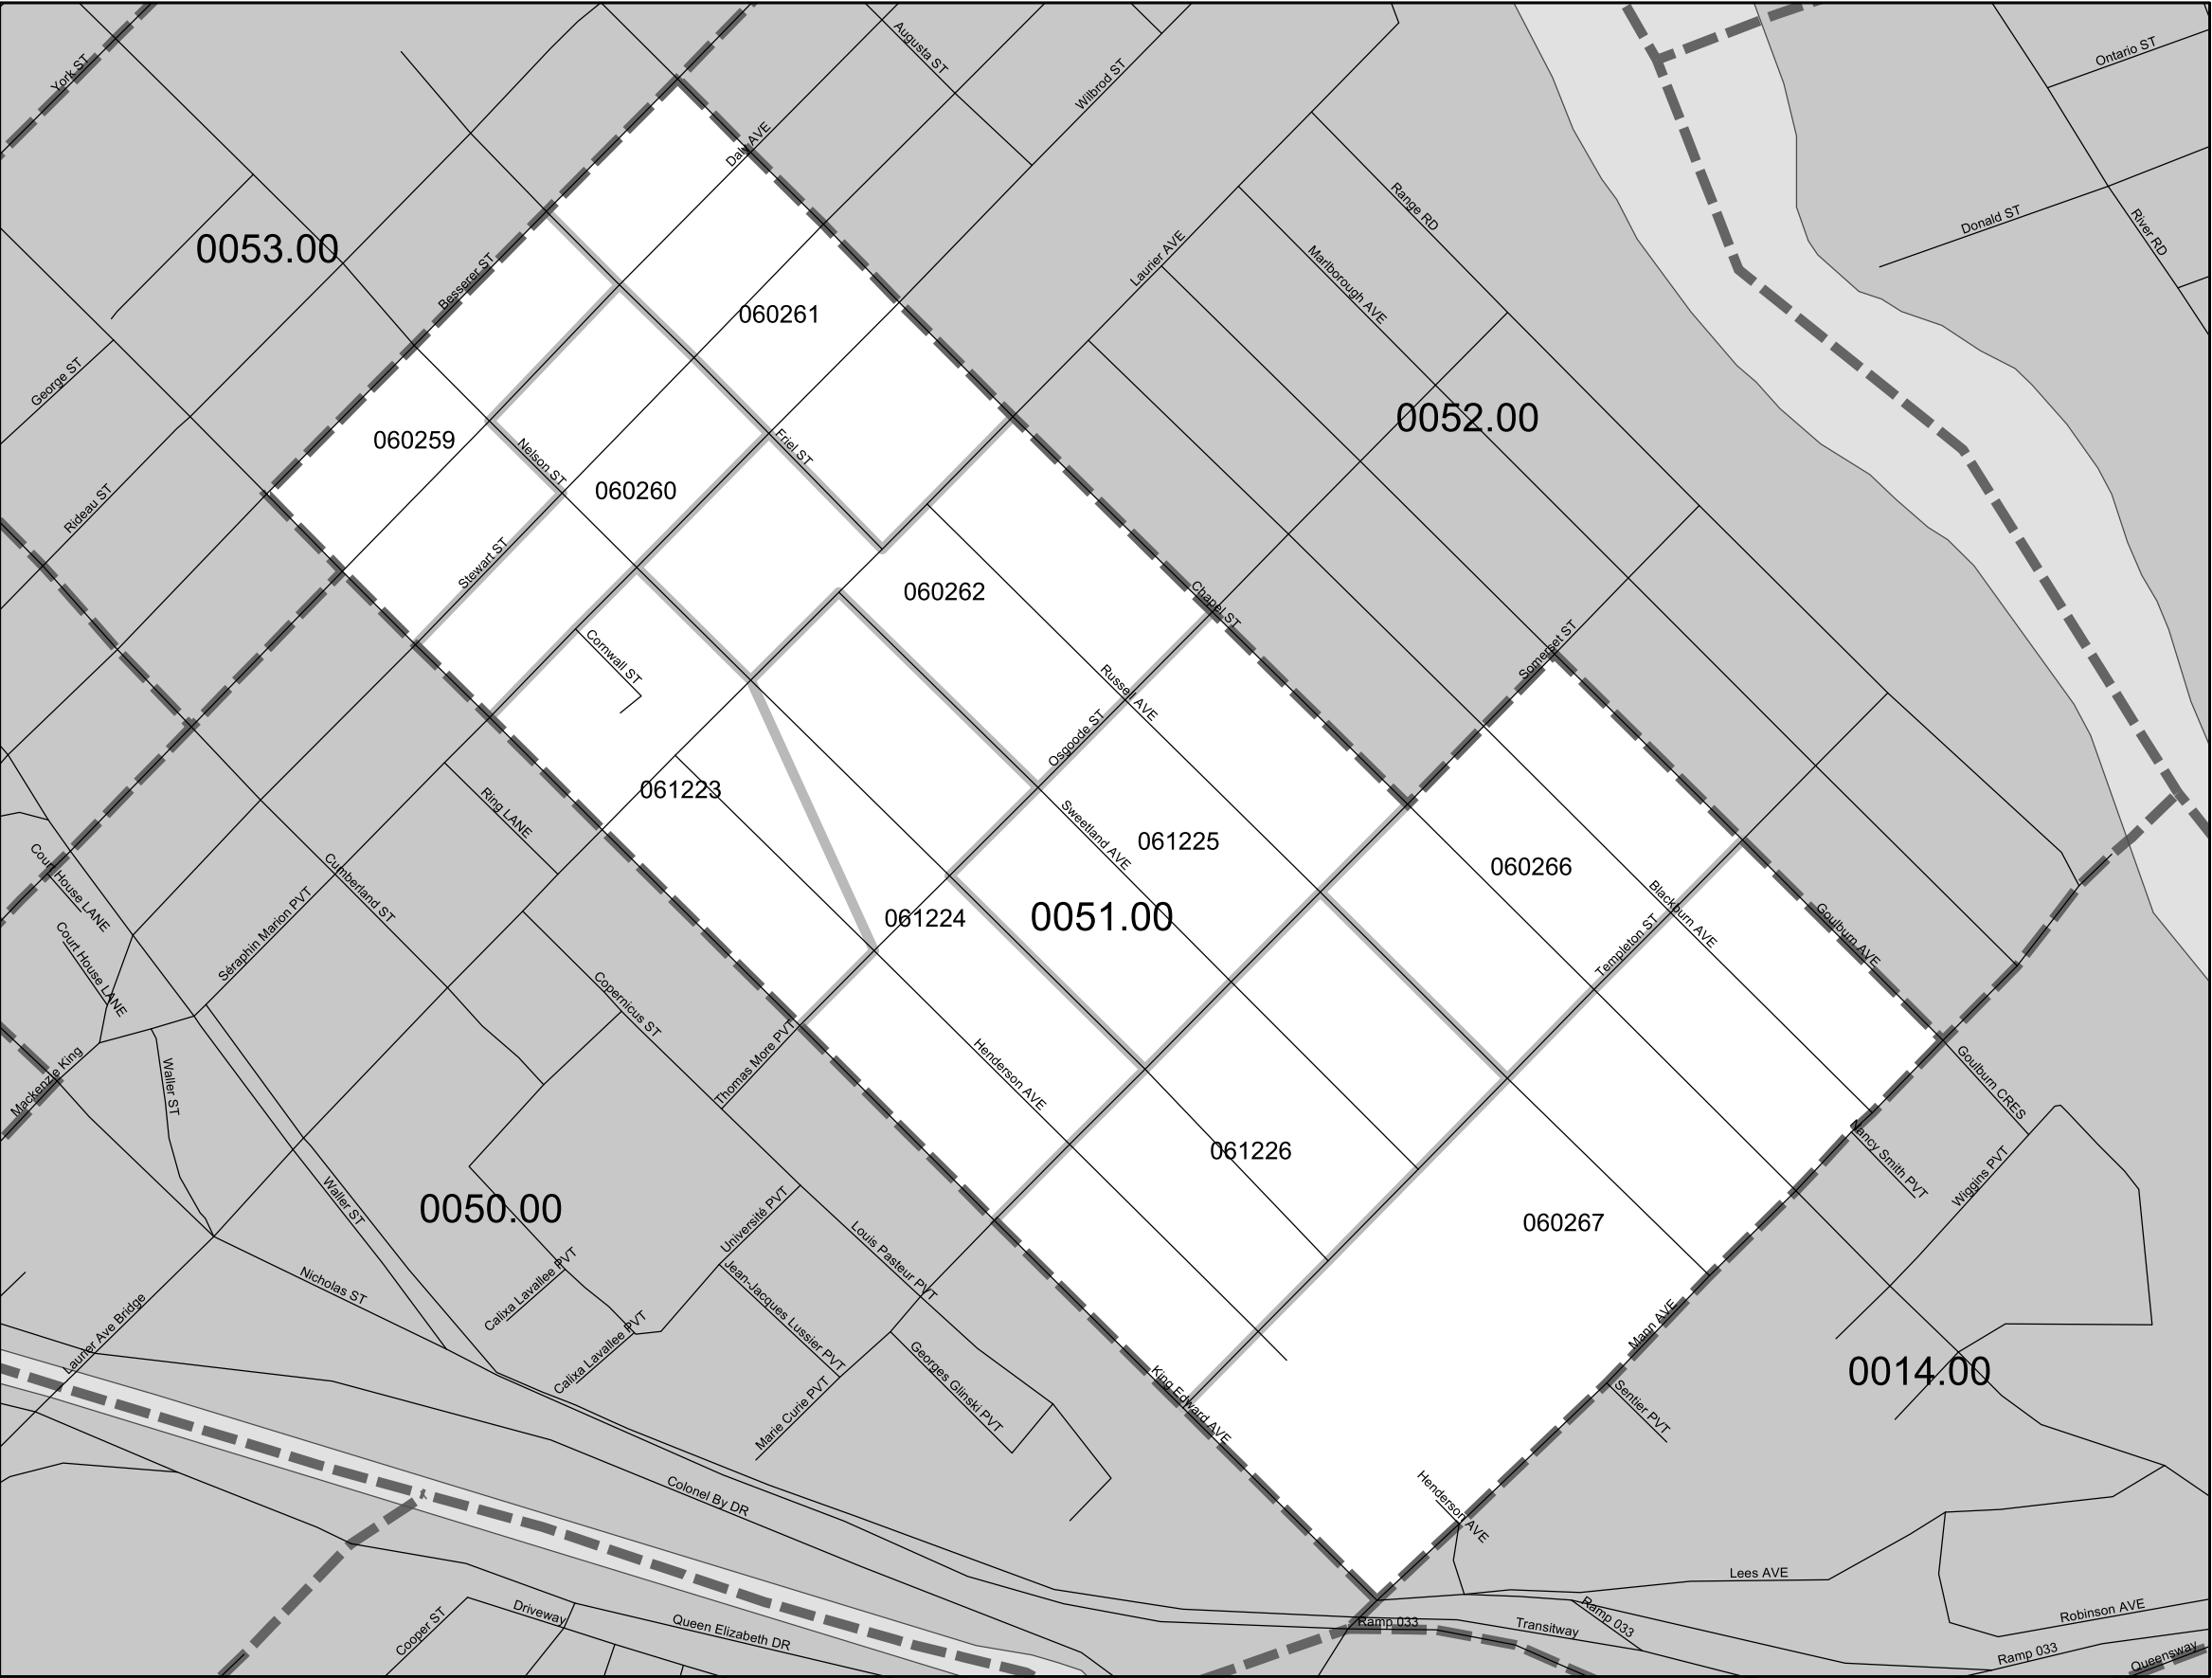 York ST
Augusta ST
Wilbrod ST
Ontario ST
Daly AVE
Range RD
Donald ST
River RD
0053.00
Besserer ST
Laurier AVE
Marlborough AVE
060261
George ST
0052.00
060259
Nelson ST
Friel ST
060260
Rideau ST
Stewart ST
060262
Chapel ST
Cornwall ST
Somerset ST
Russell AVE
Osgoode ST
061223
Ring LANE
Sweetland AVE
061225
060266
Court House LANE
Cumberland ST
Blackburn AVE
Goulburn AVE
Séraphin Marion PVT
061224
0051.00
Templeton ST
Court House LANE
Copernicus ST
Mackenzie King
Waller ST
Thomas More PVT
Henderson AVE
Goulburn CRES
Nancy Smith PVT
Wiggins PVT
061226
Waller ST
0050.00
Université PVT
Louis Pasteur PVT
060267
Nicholas ST
Calixa Lavallee PVT
Jean-Jacques Lussier PVT
Laurier Ave Bridge
Calixa Lavallee PVT
Georges Glinski PVT
Marie Curie PVT
King Edward AVE
Mann AVE
0014.00
Sentier PVT
Colonel By DR
Henderson AVE
Lees AVE
Cooper ST
Driveway
Queen Elizabeth DR
Ramp 033
Transitway
Ramp 033
Robinson AVE
Ramp 033
Queensway